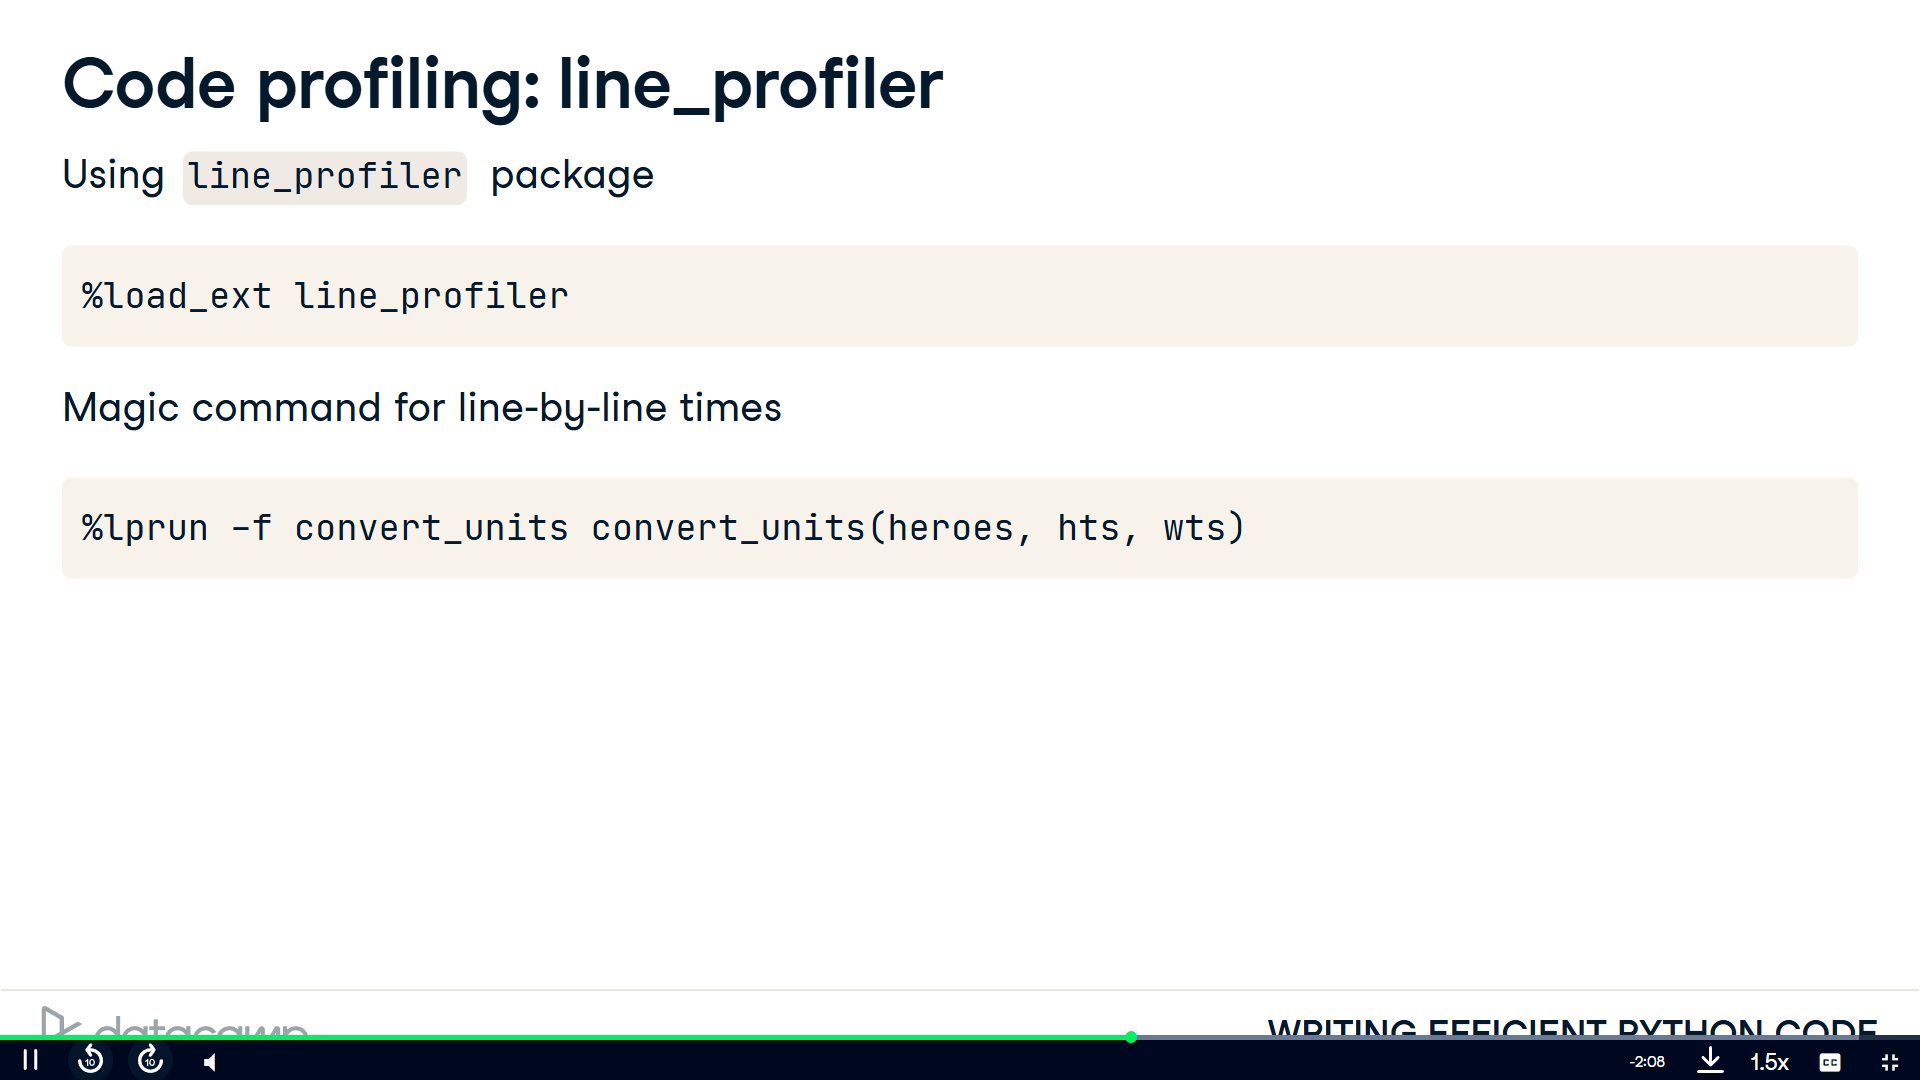 Code profiling: line_profiler
Using line_profiler package
%load_ext line_profiler
Magic command for line-by-line times
%lprun -f convert_units convert_units(heroes, hts, wts)
datacamp
WRITING EFFICIENT PYTHON CODE
10
10
-2:08
1.5x
CC